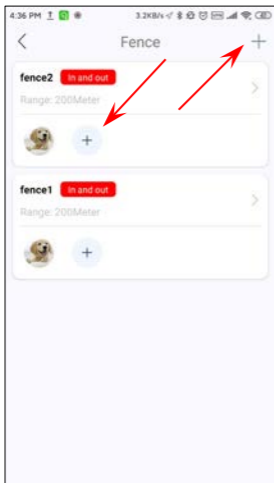 4:36 PM 3.2KB/s
Fence
fence2 In and out
Range: 200Meter
fence1 In and out
Range: 200Meter